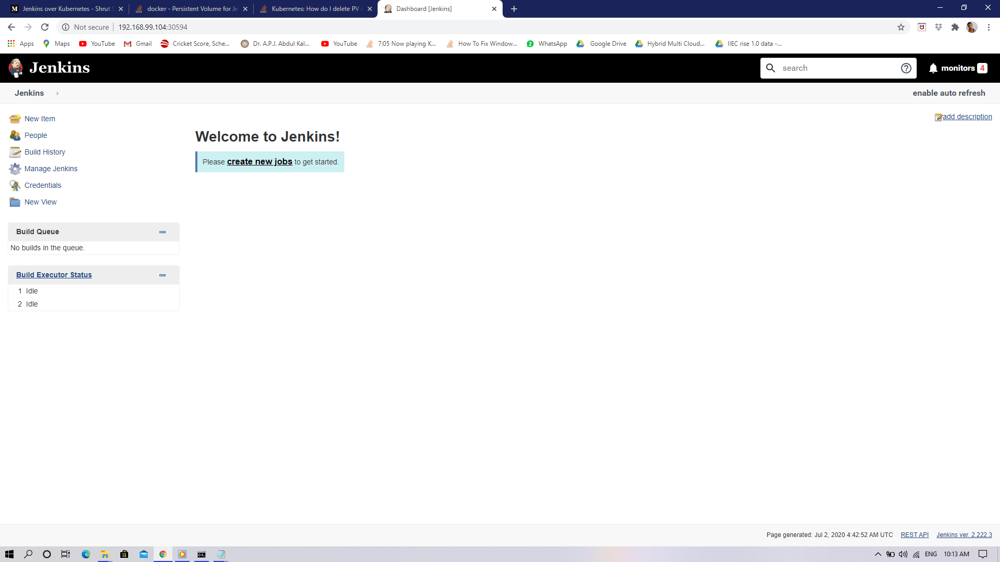 M Jenkins over Kubernetes - Shrut S
docker - Persistent Volume for Je
Kubernetes: How do I delete PV i
Dashboard [Jenkins]
Not secure | 192.168.99.104:30594
Apps Maps YouTube Gmail Cricket Score, Sche... Dr. A.P.J. Abdul Kal... YouTube 7:05 Now playing K... How To Fix Window... 2 WhatsApp Google Drive Hybrid Multi Cloud... IIEC rise 1.0 data -...
Jenkins
search
monitors 4
Jenkins
enable auto refresh
add description
New Item
People
Build History
Manage Jenkins
Credentials
New View
Welcome to Jenkins!
Please create new jobs to get started.
Build Queue
No builds in the queue.
Build Executor Status
1 Idle
2 Idle
Page generated: Jul 2, 2020 4:42:52 AM UTC REST API Jenkins ver. 2.222.3
ENG 10:13 AM